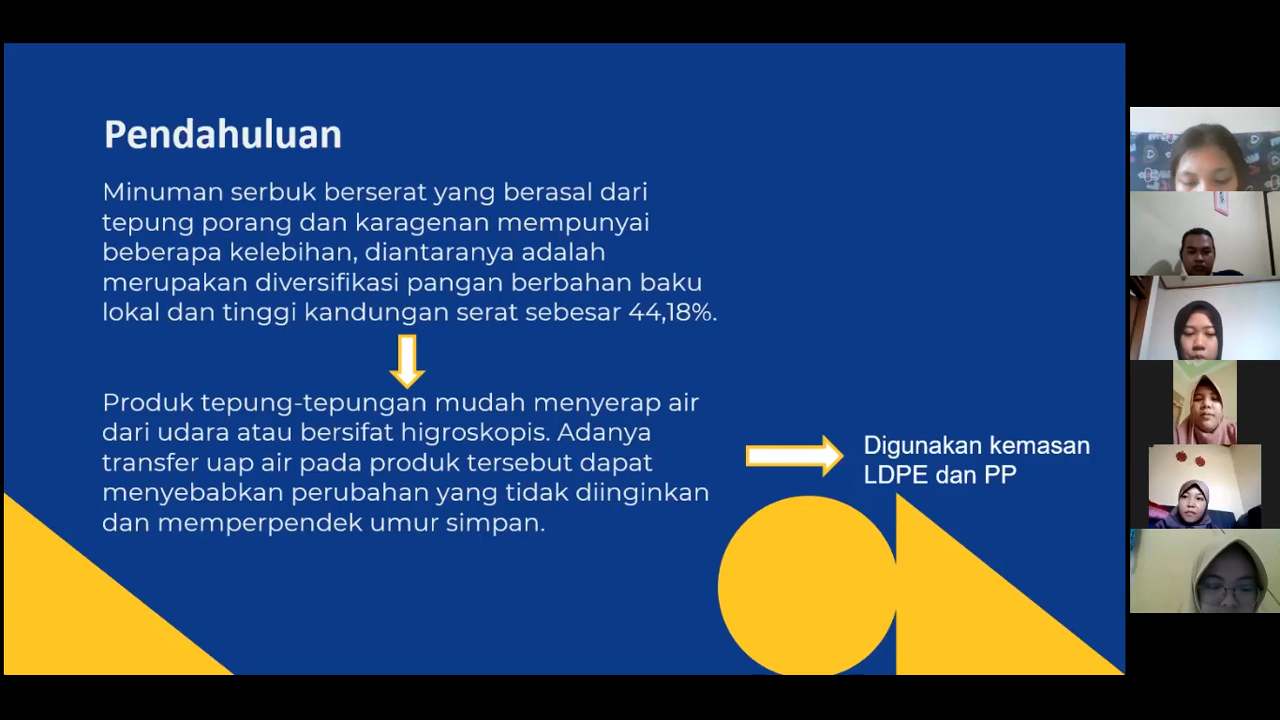 Pendahuluan
Minuman serbuk berserat yang berasal dari
tepung porang dan karagenan mempunyai
beberapa kelebihan, diantaranya adalah
merupakan diversifikasi pangan berbahan baku
lokal dan tinggi kandungan serat sebesar 44,18%.
Produk tepung-tepungan mudah menyerap air
dari udara atau bersifat higroskopis. Adanya
transfer uap air pada produk tersebut dapat
menyebabkan perubahan yang tidak diinginkan
dan memperpendek umur simpan.
Digunakan kemasan
LDPE dan PP